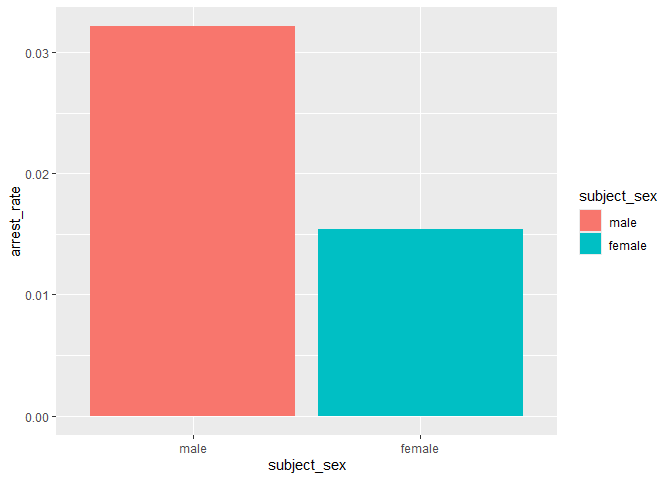 arrest_rate
0.03
0.02
0.01
0.00
male
female
subject_sex
subject_sex
male
female